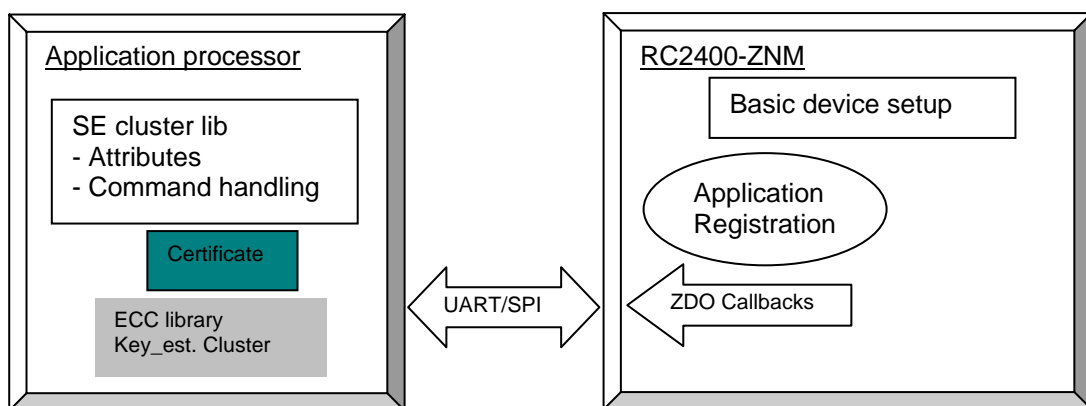 Application processor
SE cluster lib
- Attributes
- Command handling
Certificate
ECC library
Key_est. Cluster
UART/SPI
RC2400-ZNM
Basic device setup
Application
Registration
ZDO Callbacks